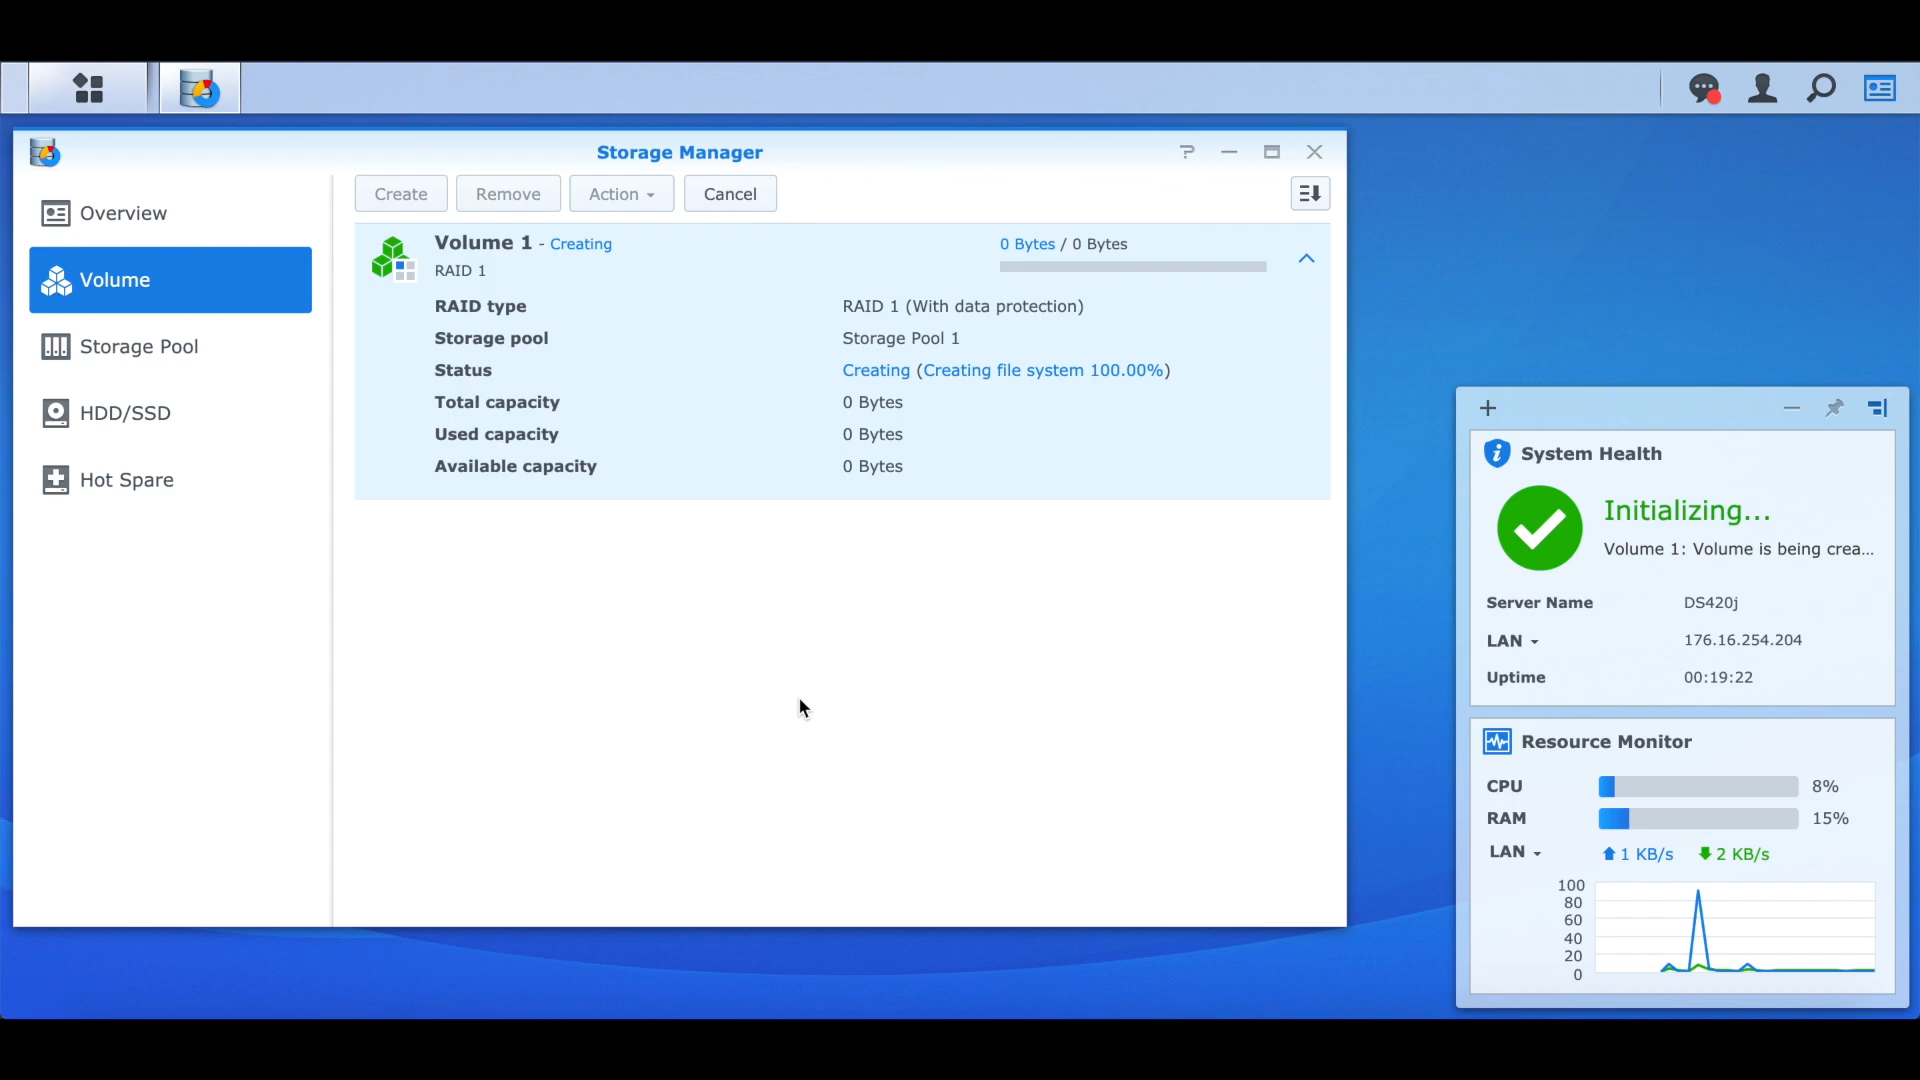 Storage Manager
Overview
Volume
Storage Pool
HDD/SSD
Hot Spare
Create Remove Action Cancel
Volume 1 - Creating 0 Bytes / 0 Bytes
RAID 1
RAID type RAID 1 (With data protection)
Storage pool Storage Pool 1
Status Creating (Creating file system 100.00%)
Total capacity 0 Bytes
Used capacity 0 Bytes
Available capacity 0 Bytes
System Health
Initializing...
Volume 1: Volume is being crea...
Server Name DS420j
LAN 176.16.254.204
Uptime 00:19:22
Resource Monitor
CPU 8%
RAM 15%
LAN 1 KB/s 2 KB/s
100
80
60
40
20
0